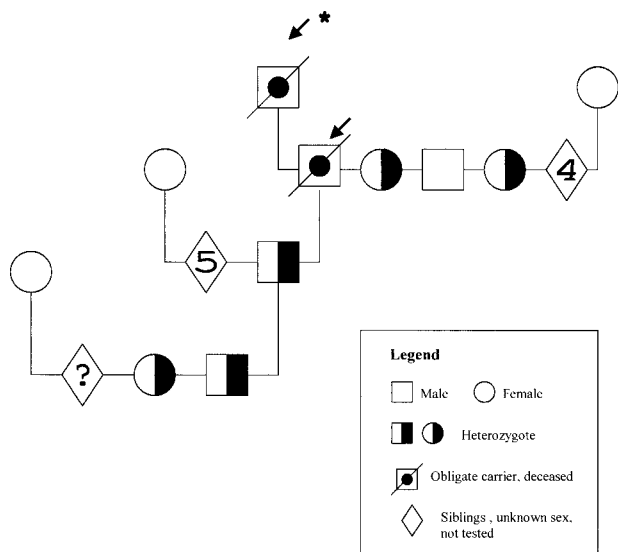 *
4
5
?
Legend
Male
Female
Heterozygote
Obligate carrier, deceased
Siblings , unknown sex,
not tested